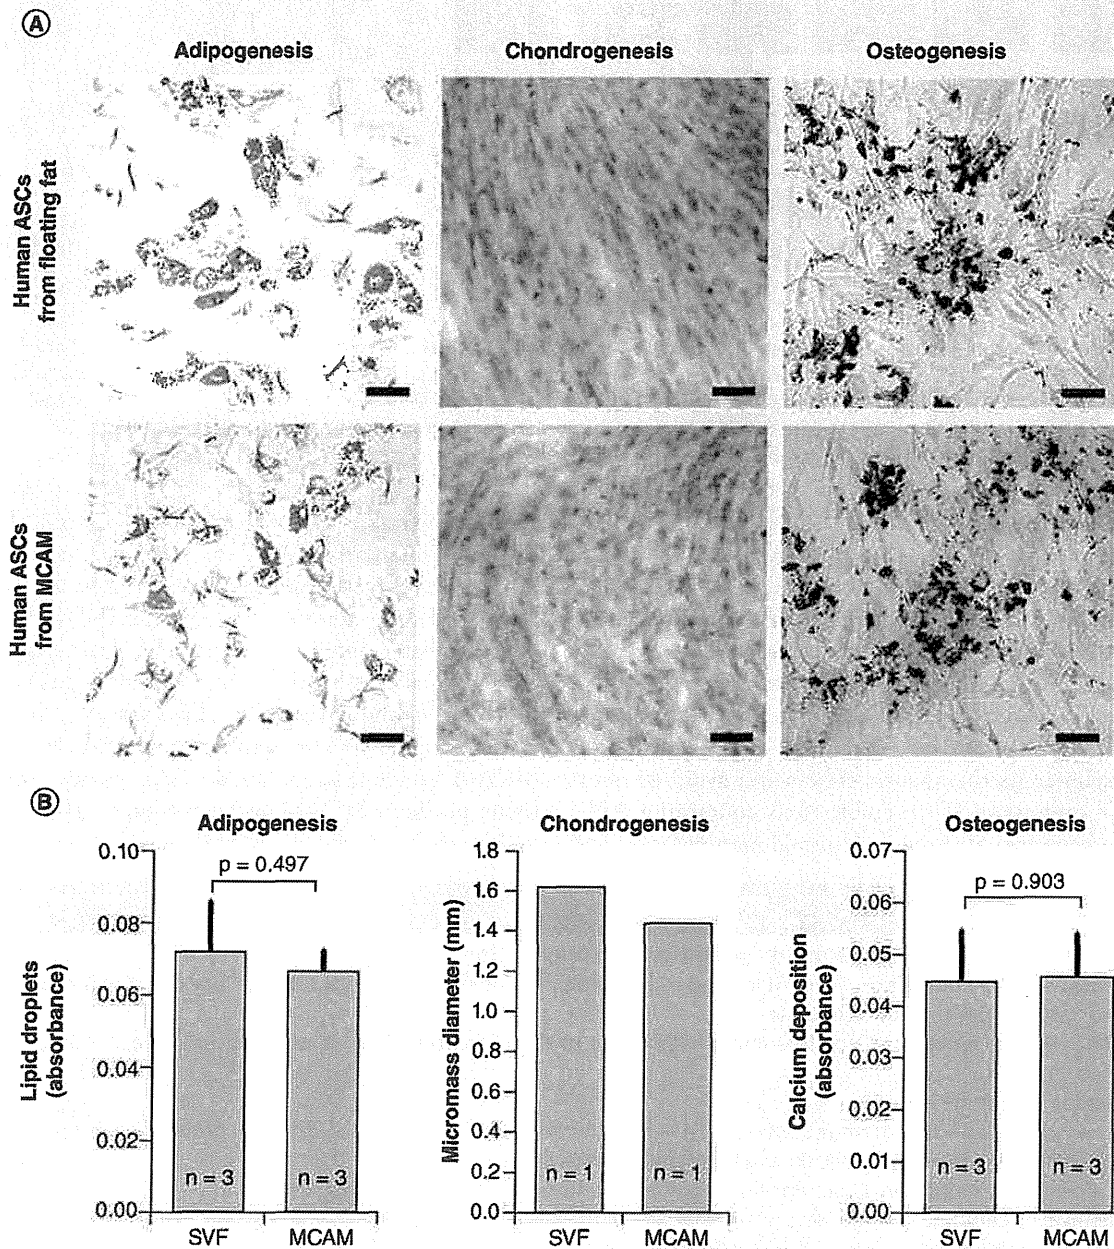 A
Adipogenesis
Chondrogenesis
Osteogenesis
Human ASCs
from floating fat
Human ASCs
from MCAM
B
Adipogenesis
Lipid droplets
(absorbance)
0.10
0.08
0.06
0.04
0.02
0.00
p = 0.497
n = 3
n = 3
SVF
MCAM
Chondrogenesis
Micromass diameter (mm)
1.8
1.6
1.4
1.2
1.0
0.8
0.6
0.4
0.2
0.0
n = 1
n = 1
SVF
MCAM
Osteogenesis
Calcium deposition
(absorbance)
0.07
0.06
0.05
0.04
0.03
0.02
0.01
0.00
p = 0.903
n = 3
n = 3
SVF
MCAM